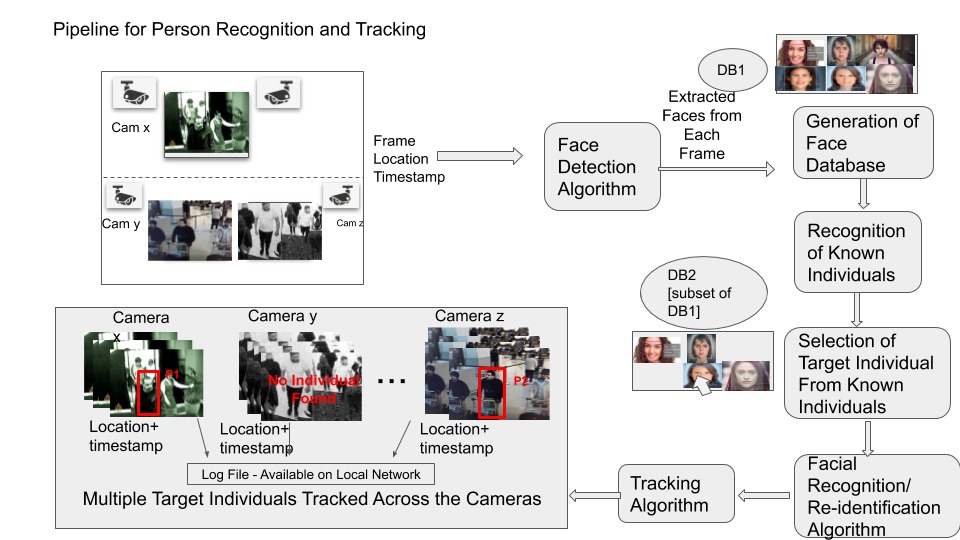 Pipeline for Person Recognition and Tracking
Cam x
Cam y
Cam z
Frame
Location
Timestamp
Face
Detection
Algorithm
Extracted
Faces from
Each
Frame
DB1
Generation of
Face
Database
Recognition
of Known
Individuals
DB2
[subset of
DB1]
Selection of
Target Individual
From Known
Individuals
Facial
Recognition/
Re-identification
Algorithm
Tracking
Algorithm
Camera
x
Camera y
Camera z
P1
No Individual
Found
...
P2
Location+
timestamp
Location+
timestamp
Location+
timestamp
Log File - Available on Local Network
Multiple Target Individuals Tracked Across the Cameras